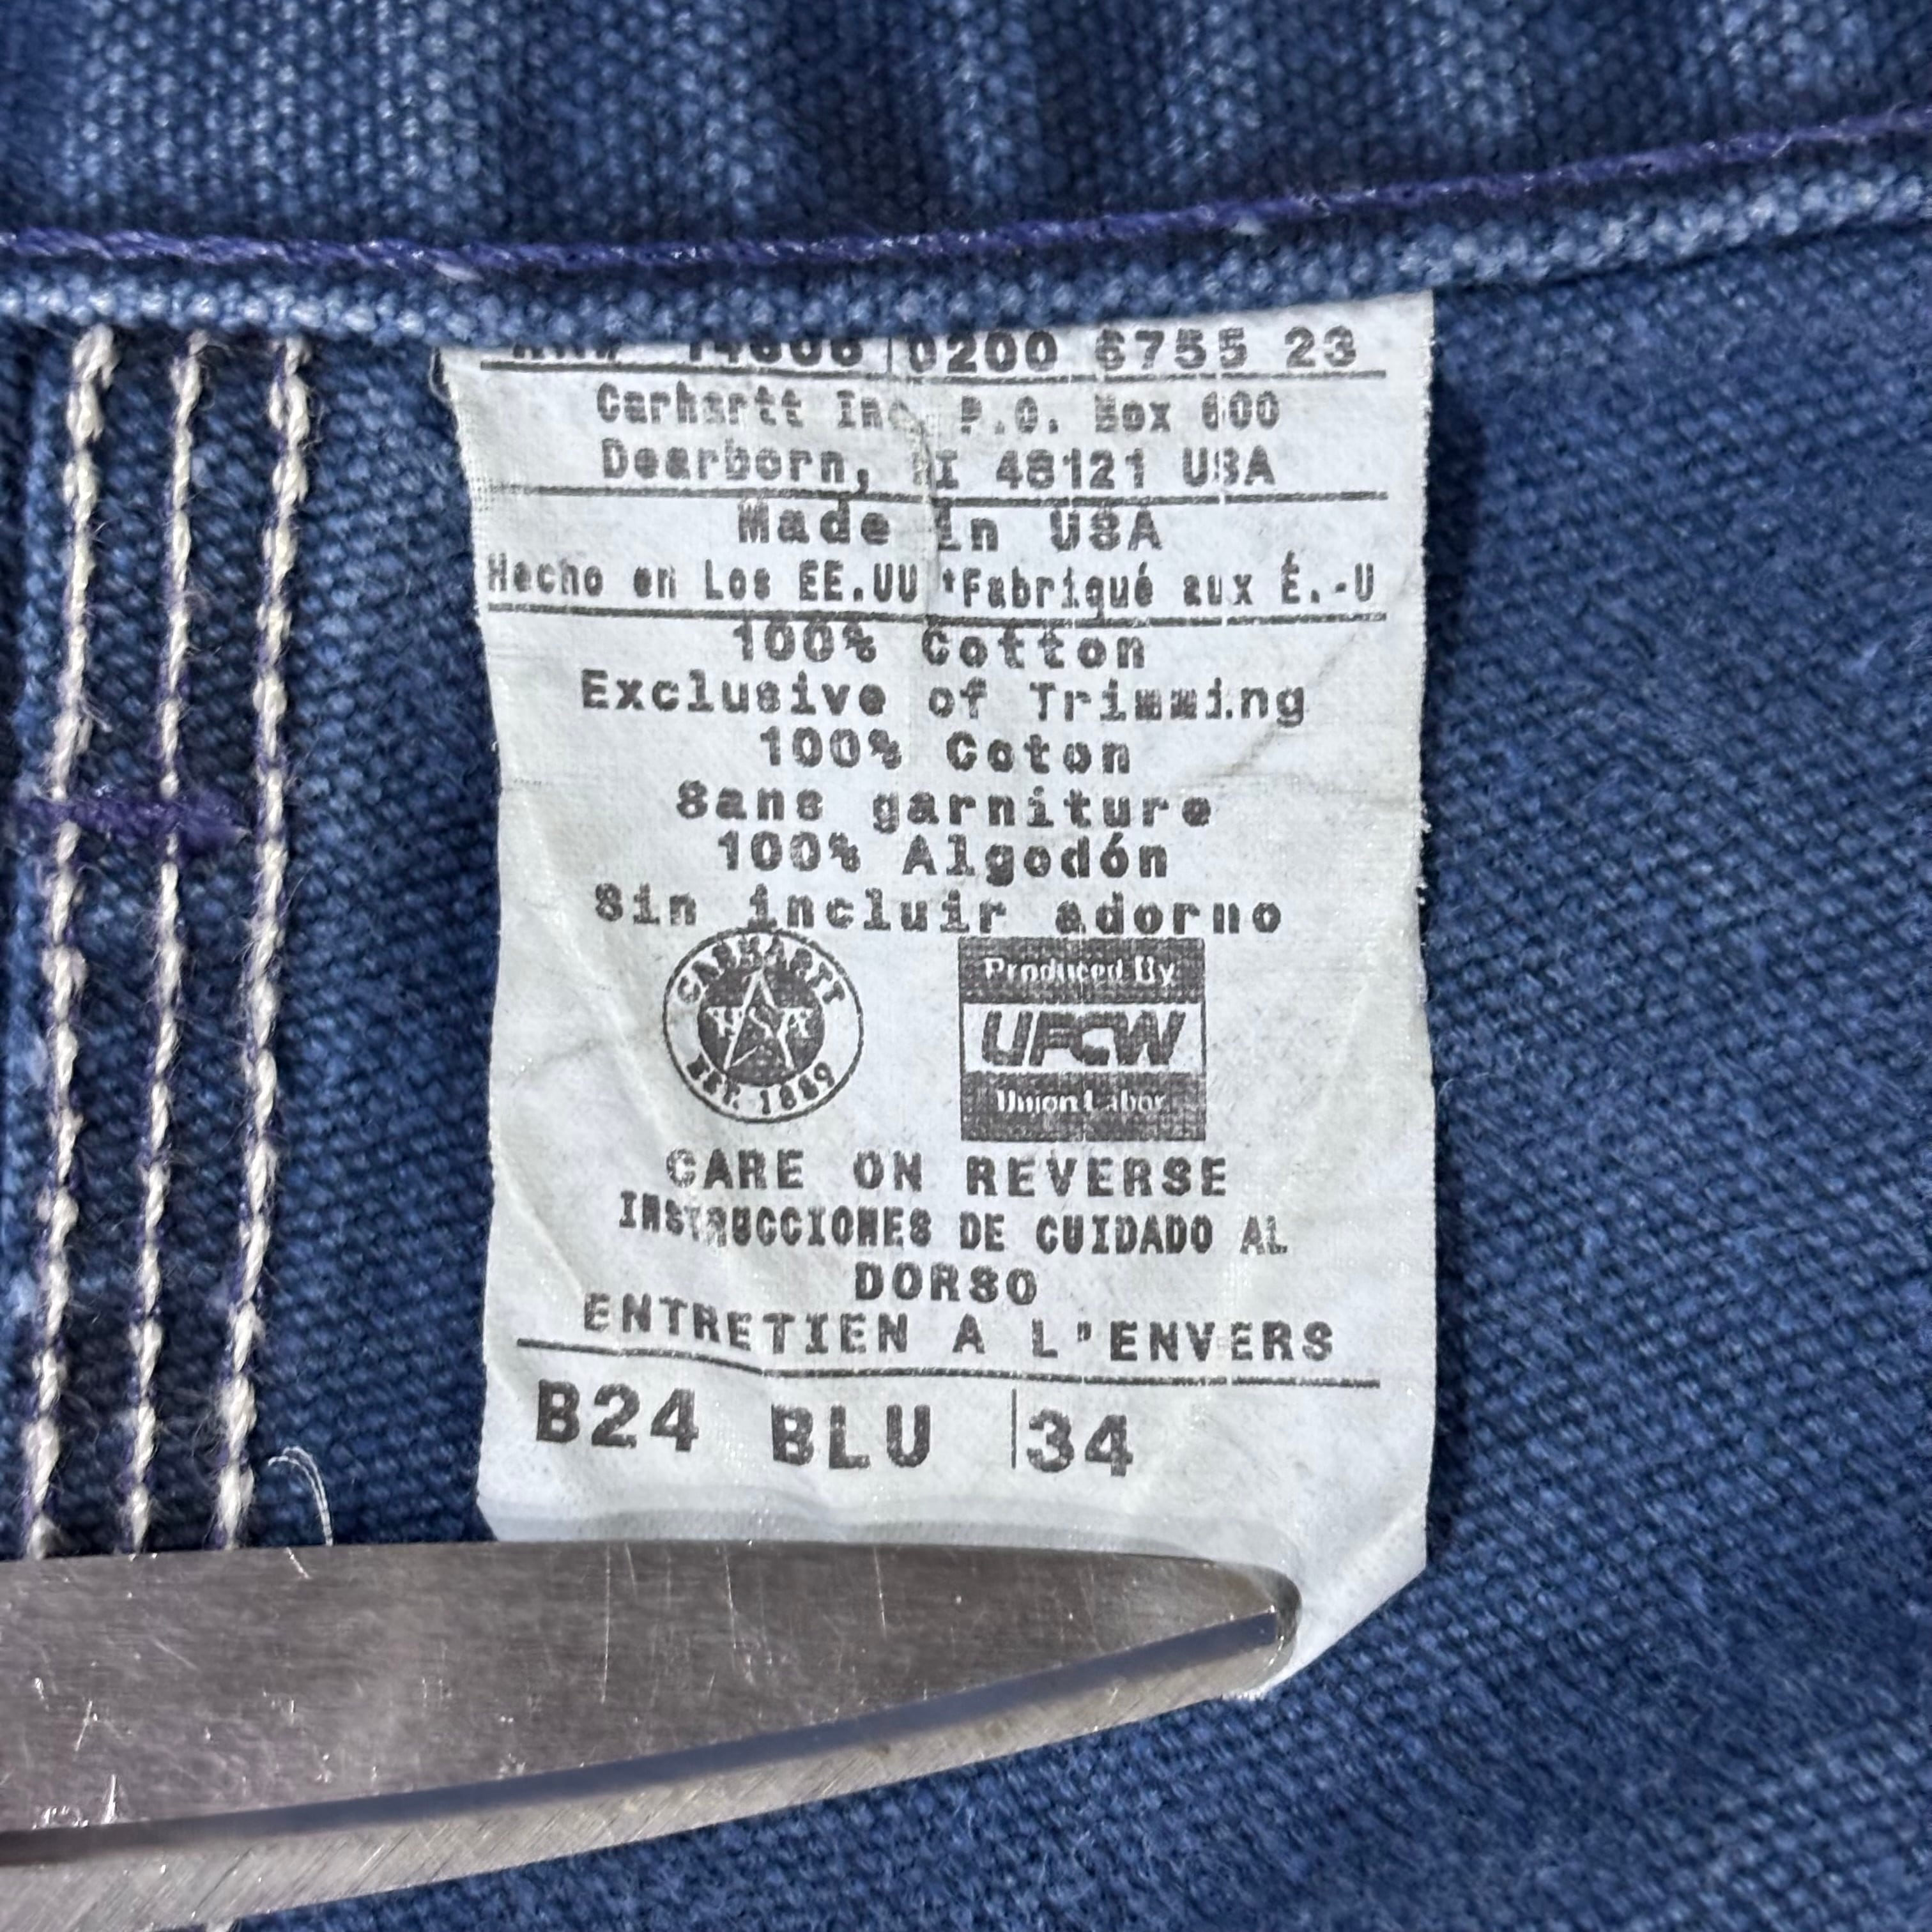 14806 0200 6755 23
Carhartt Inc. P.O. Box 600
Dearborn, MI 48121 USA
Made in USA
Hecho en Los EE.UU *Fabriqué aux É.-U
100% Cotton
Exclusive of Trimming
100% Coton
Sans garniture
100% Algodón
Sin incluir adorno
CARHARTT
USA
EST. 1889
Produced By
UFCW
Union Labor
CARE ON REVERSE
INSTRUCCIONES DE CUIDADO AL
DORSO
ENTRETIEN A L'ENVERS
B24 BLU 34